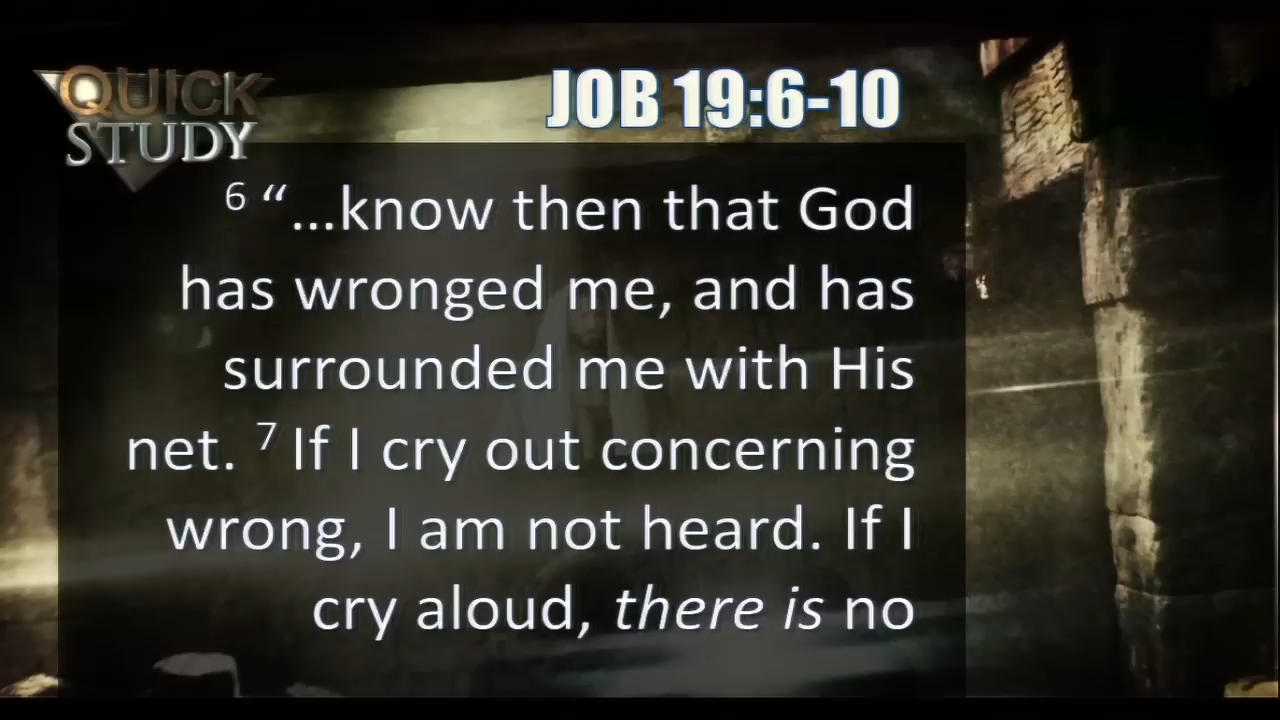 QUICK
STUDY
JOB 19:6-10
6 “...know then that God
has wronged me, and has
surrounded me with His
net. 7 If I cry out concerning
wrong, I am not heard. If I
cry aloud, there is no